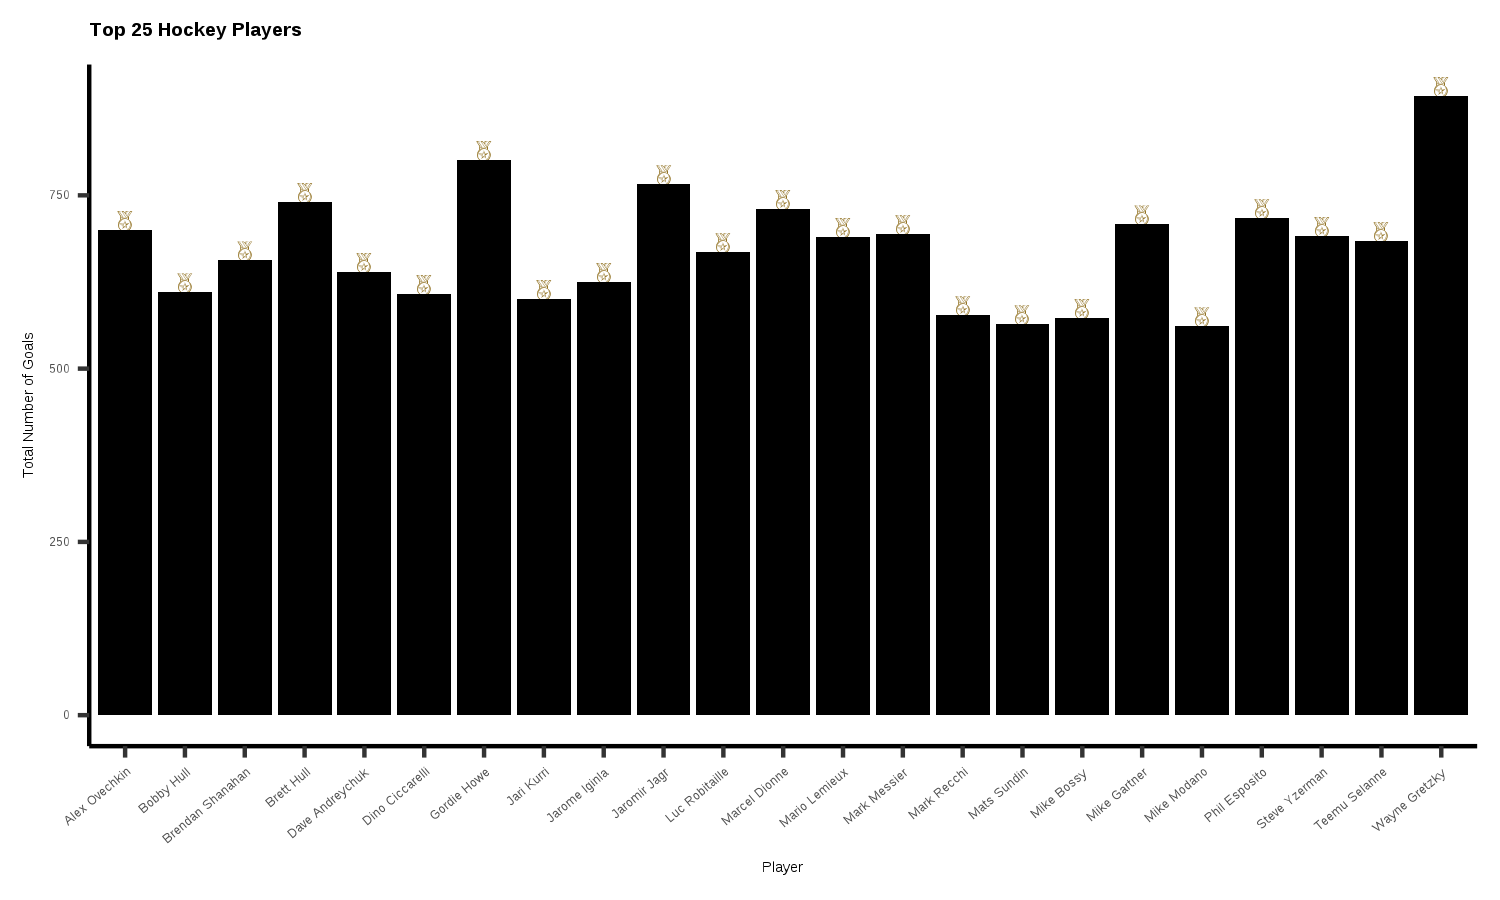 Top 25 Hockey Players
Total Number of Goals
750
500
250
0
Alex Ovechkin
Bobby Hull
Brendan Shanahan
Brett Hull
Dave Andreychuk
Dino Ciccarelli
Gordie Howe
Jari Kurri
Jarome Iginla
Jaromir Jagr
Luc Robitaille
Marcel Dionne
Mario Lemieux
Mark Messier
Mark Recchi
Mats Sundin
Mike Bossy
Mike Gartner
Mike Modano
Phil Esposito
Steve Yzerman
Teemu Selanne
Wayne Gretzky
Player